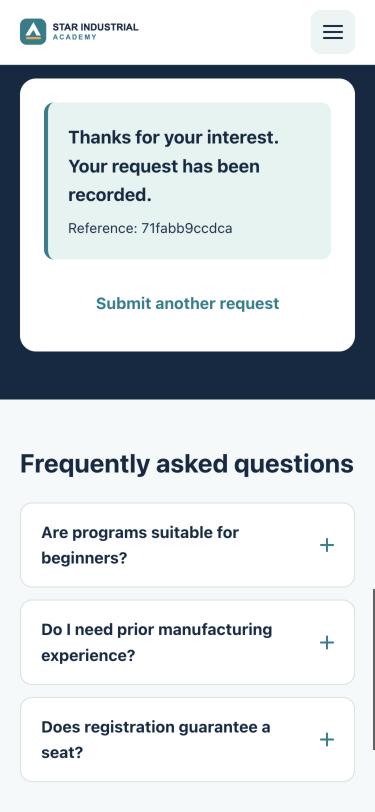 STAR INDUSTRIAL
ACADEMY
Thanks for your interest.
Your request has been
recorded.
Reference: 71fabb9ccdca
Submit another request
Frequently asked questions
Are programs suitable for
beginners?
Do I need prior manufacturing
experience?
Does registration guarantee a
seat?